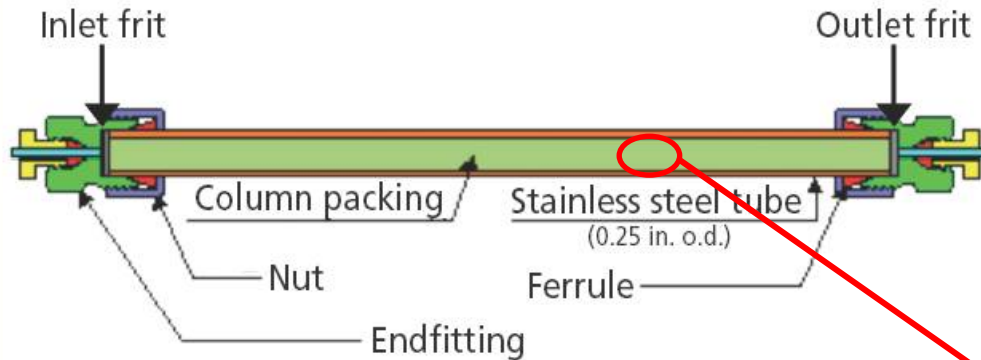 Inlet frit
Outlet frit
Column packing
Stainless steel tube
(0.25 in. o.d.)
Nut
Ferrule
Endfitting